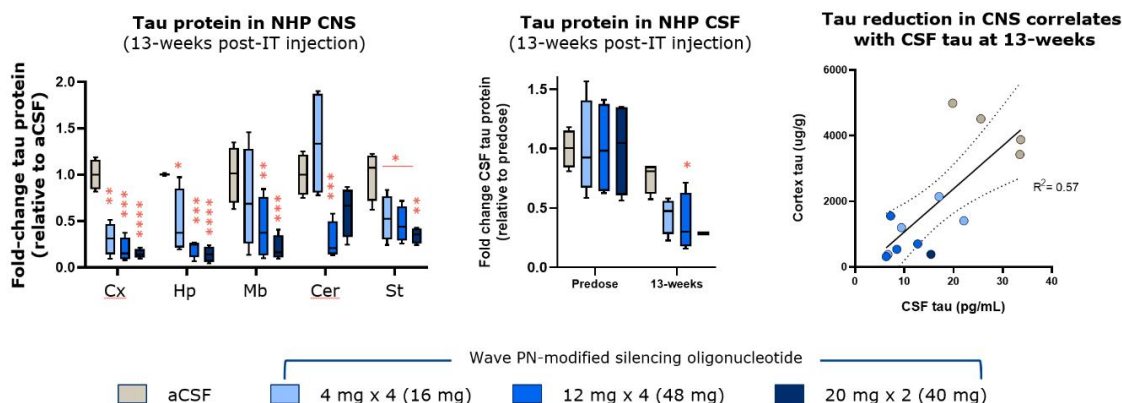 Tau protein in NHP CNS
(13-weeks post-IT injection)
Fold-change tau protein
(relative to aCSF)
2.0
1.5
1.0
0.5
0.0
**
***
****
*
***
****
**
***
***
*
**
Cx
Hp
Mb
Cer
St
Tau protein in NHP CSF
(13-weeks post-IT injection)
Fold change CSF tau protein
(relative to predose)
1.5
1.0
0.5
0.0
*
Predose
13-weeks
Tau reduction in CNS correlates
with CSF tau at 13-weeks
Cortex tau (ug/g)
6000
4000
2000
0
R²= 0.57
0
10
20
30
40
CSF tau (pg/mL)
Wave PN-modified silencing oligonucleotide
aCSF
4 mg x 4 (16 mg)
12 mg x 4 (48 mg)
20 mg x 2 (40 mg)